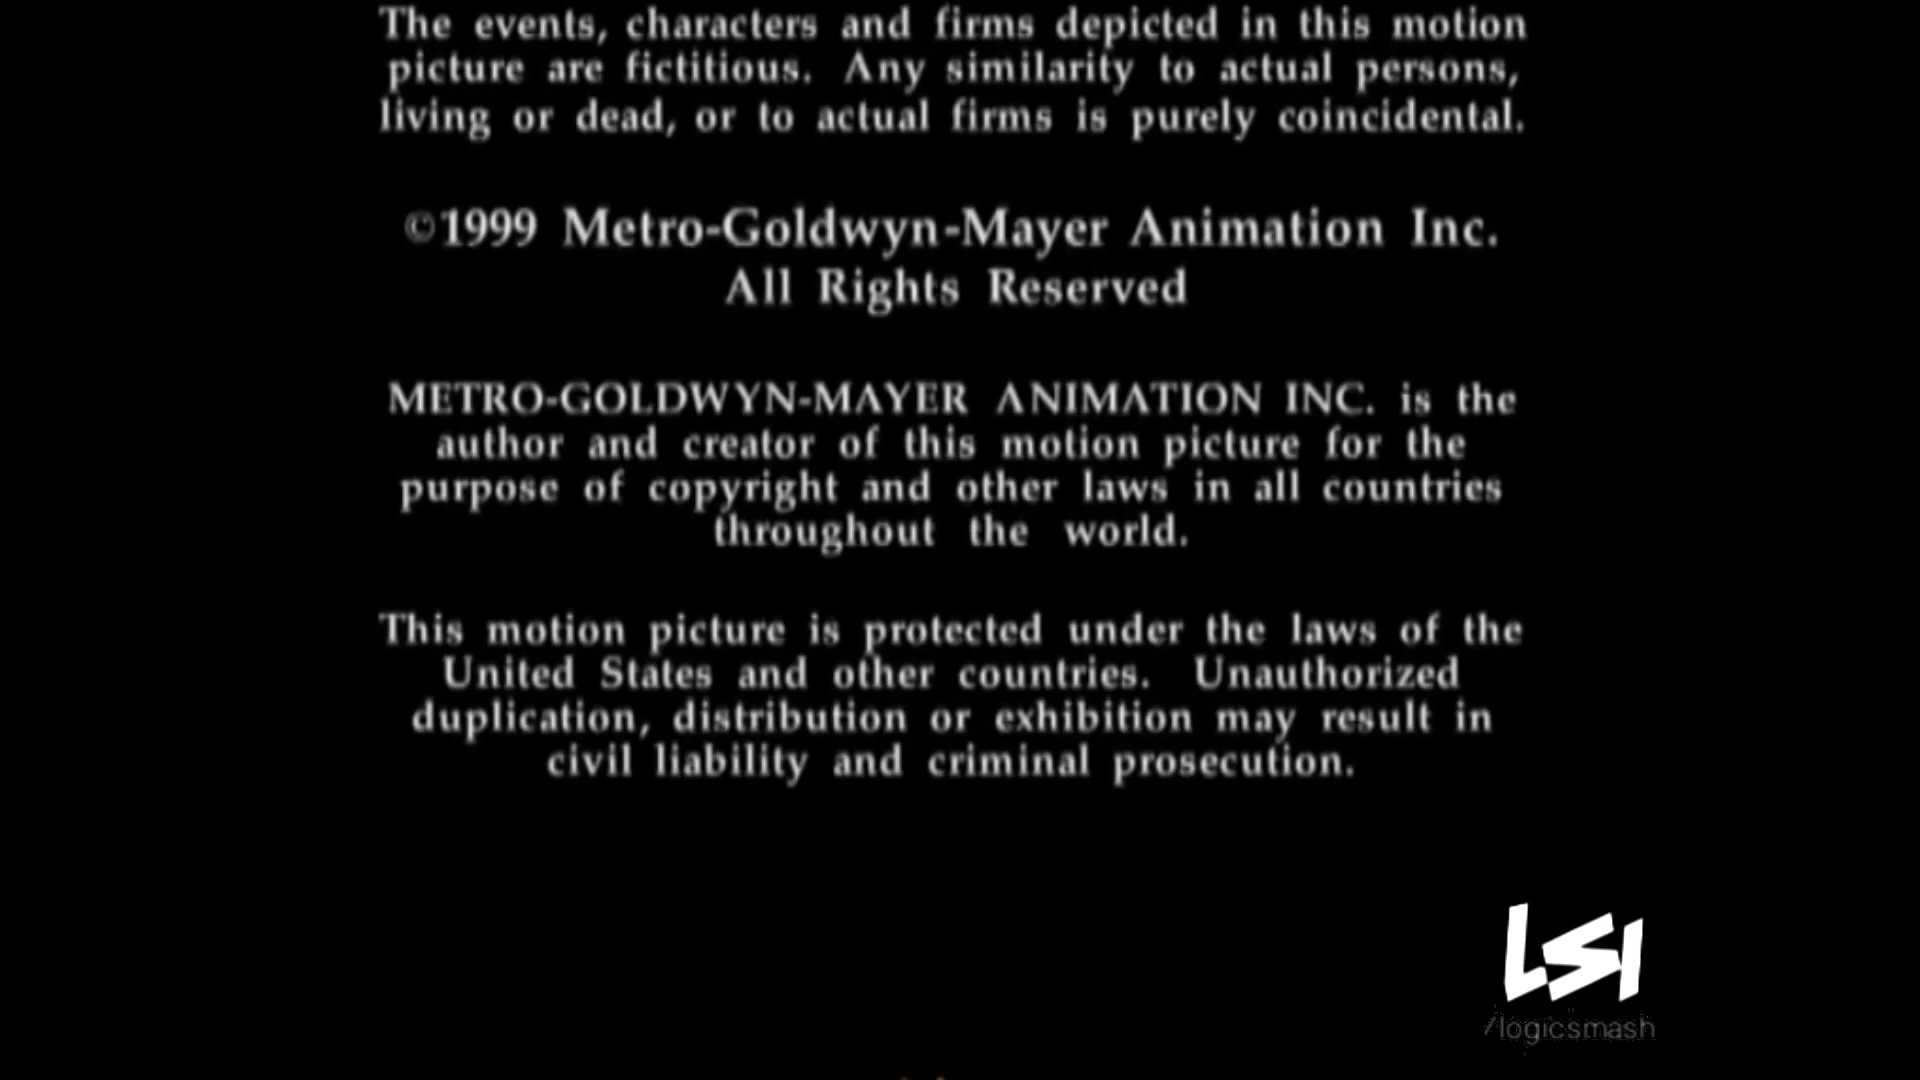 The events, characters and firms depicted in this motion
picture are fictitious. Any similarity to actual persons,
living or dead, or to actual firms is purely coincidental.
©1999 Metro-Goldwyn-Mayer Animation Inc.
All Rights Reserved
METRO-GOLDWYN-MAYER ANIMATION INC. is the
author and creator of this motion picture for the
purpose of copyright and other laws in all countries
throughout the world.
This motion picture is protected under the laws of the
United States and other countries. Unauthorized
duplication, distribution or exhibition may result in
civil liability and criminal prosecution.
LSI
/logicsmash